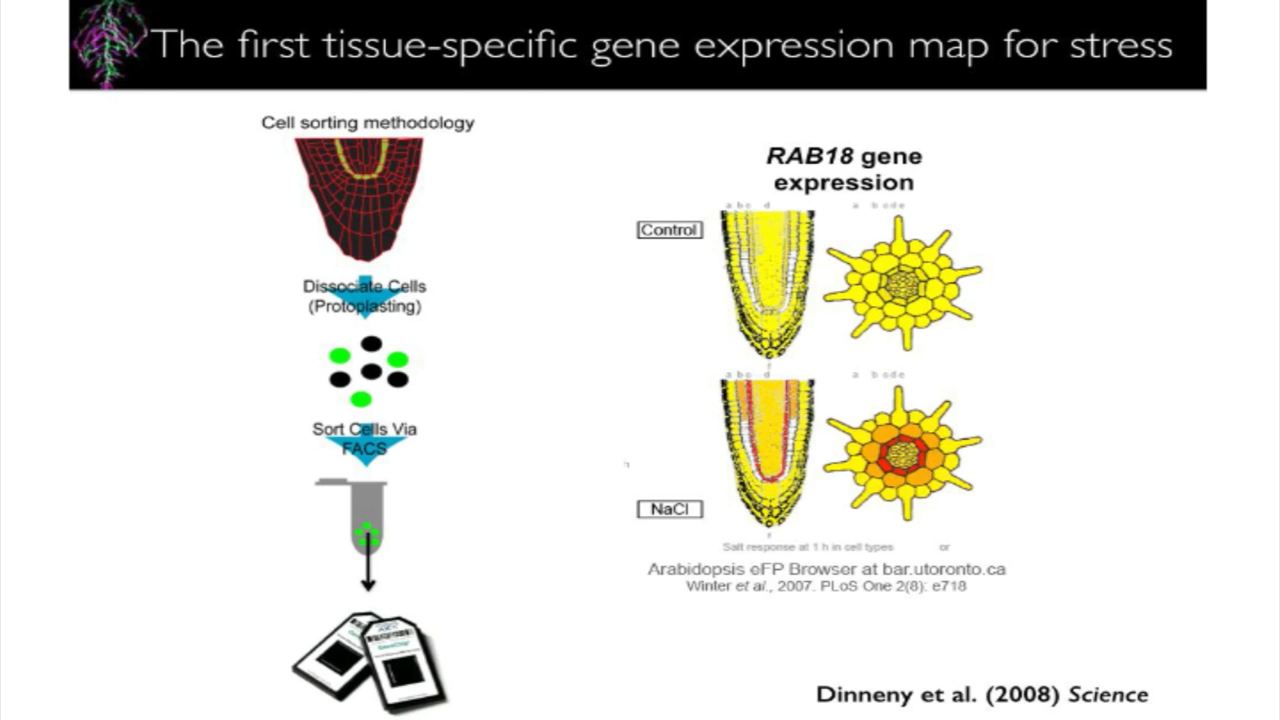 The first tissue-specific gene expression map for stress
Cell sorting methodology
Dissociate Cells
(Protoplasting)
Sort Cells Via
FACS
RAB18 gene
expression
a b c d
a b c d e
Control
f
a b c d
a b c d e
h
NaCl
f
Salt response at 1 h in cell types or
Arabidopsis eFP Browser at bar.utoronto.ca
Winter et al., 2007. PLoS One 2(8): e718
Dinneny et al. (2008) Science